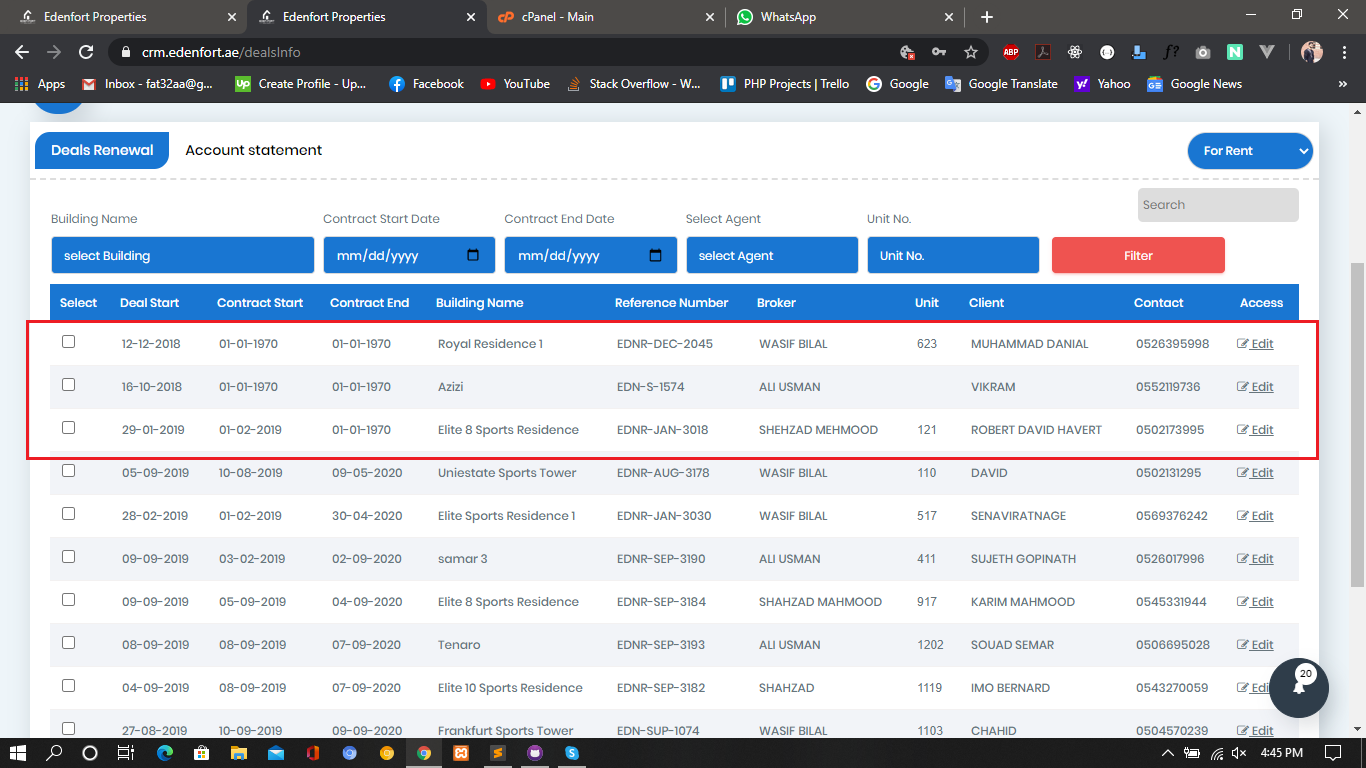 Edenfort Properties
Edenfort Properties
cPanel - Main
WhatsApp
crm.edenfort.ae/dealsInfo
ABP
f?
N
Apps
Inbox - fat32aa@g...
Up Create Profile - Up...
Facebook
YouTube
Stack Overflow - W...
PHP Projects | Trello
Google
Google Translate
Yahoo
Google News
»
Deals Renewal Account statement For Rent
Search
Building Name Contract Start Date Contract End Date Select Agent Unit No.
select Building mm/dd/yyyy mm/dd/yyyy select Agent Unit No. Filter
Select Deal Start Contract Start Contract End Building Name Reference Number Broker Unit Client Contact Access
12-12-2018 01-01-1970 01-01-1970 Royal Residence 1 EDNR-DEC-2045 WASIF BILAL 623 MUHAMMAD DANIAL 0526395998 Edit
16-10-2018 01-01-1970 01-01-1970 Azizi EDN-S-1574 ALI USMAN VIKRAM 0552119736 Edit
29-01-2019 01-02-2019 01-01-1970 Elite 8 Sports Residence EDNR-JAN-3018 SHEHZAD MEHMOOD 121 ROBERT DAVID HAVERT 0502173995 Edit
05-09-2019 10-08-2019 09-05-2020 Uniestate Sports Tower EDNR-AUG-3178 WASIF BILAL 110 DAVID 0502131295 Edit
28-02-2019 01-02-2019 30-04-2020 Elite Sports Residence 1 EDNR-JAN-3030 WASIF BILAL 517 SENAVIRATNAGE 0569376242 Edit
09-09-2019 03-02-2019 02-09-2020 samar 3 EDNR-SEP-3190 ALI USMAN 411 SUJETH GOPINATH 0526017996 Edit
09-09-2019 05-09-2019 04-09-2020 Elite 8 Sports Residence EDNR-SEP-3184 SHAHZAD MAHMOOD 917 KARIM MAHMOOD 0545331944 Edit
08-09-2019 08-09-2019 07-09-2020 Tenaro EDNR-SEP-3193 ALI USMAN 1202 SOUAD SEMAR 0506695028 Edit
04-09-2019 08-09-2019 07-09-2020 Elite 10 Sports Residence EDNR-SEP-3182 SHAHZAD 1119 IMO BERNARD 0543270059 Edi
20
27-08-2019 10-09-2019 09-09-2020 Frankfurt Sports Tower EDN-SUP-1074 WASIF BILAL 1103 CHAHID 0504570239 Edit
4:45 PM